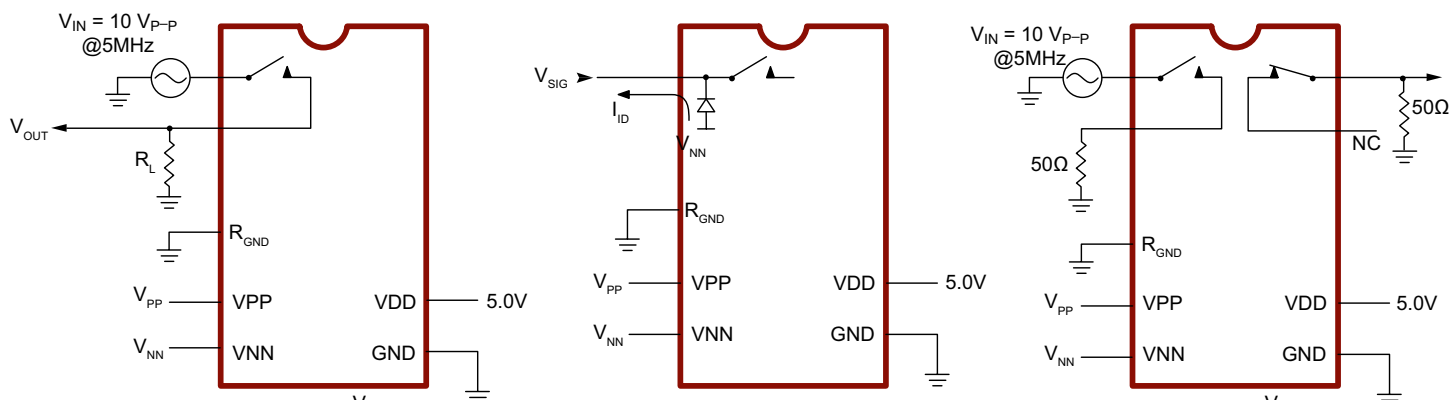 V_IN = 10 V_P–P
@5MHz
V_OUT
R_L
R_GND
V_PP
VPP
VDD
5.0V
V_NN
VNN
GND
V
V_SIG
I_ID
V_NN
R_GND
V_PP
VPP
VDD
5.0V
V_NN
VNN
GND
V_IN = 10 V_P–P
@5MHz
50Ω
NC
50Ω
R_GND
V_PP
VPP
VDD
5.0V
V_NN
VNN
GND
V